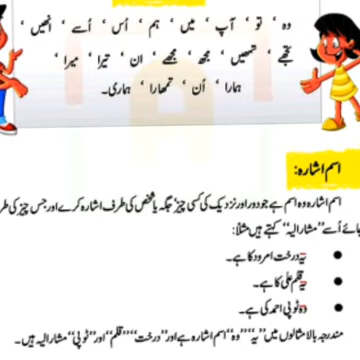 وہ ‘ تو ‘ آپ ‘ میں ‘ ہم ‘ اُس ‘ اُسے ‘ انھیں ‘
تجھے ‘ تمھیں ‘ مجھ ‘ مجھے ‘ ان ‘ تیرا ‘ میرا ‘
ہمارا ‘ اُن ‘ تمھارا ‘ ہماری۔
اسم اشارہ:
اسم اشارہ وہ اسم ہے جو دور اور نزدیک کی کسی چیز‘ جگہ یا شخص کی طرف اشارہ کرے اور جس چیز کی طرف
جائے اُسے ”مشارالیہ“ کہتے ہیں مثلاً:
● یہ درخت امرود کا ہے۔
● یہ قلم علی کا ہے۔
● وہ ٹوپی احمد کی ہے۔
مندرجہ بالا مثالوں میں ”یہ“ ”وہ“ اسم اشارہ ہے اور ”درخت“ ”قلم“ اور ”ٹوپی“ مشارالیہ ہیں۔